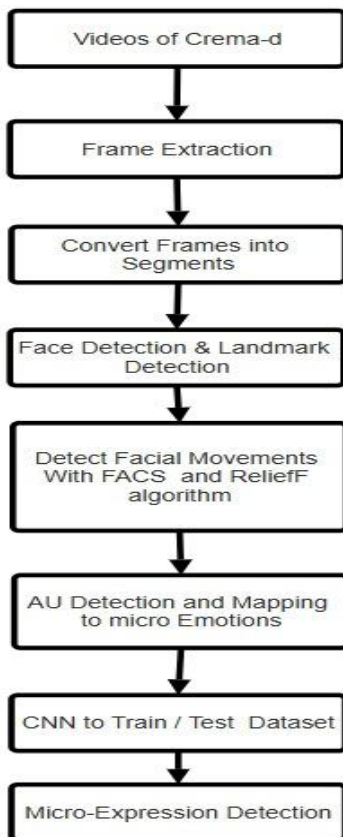 Videos of Crema-d
Frame Extraction
Convert Frames into
Segments
Face Detection & Landmark
Detection
Detect Facial Movements
With FACS and ReliefF
algorithm
AU Detection and Mapping
to micro Emotions
CNN to Train / Test Dataset
Micro-Expression Detection